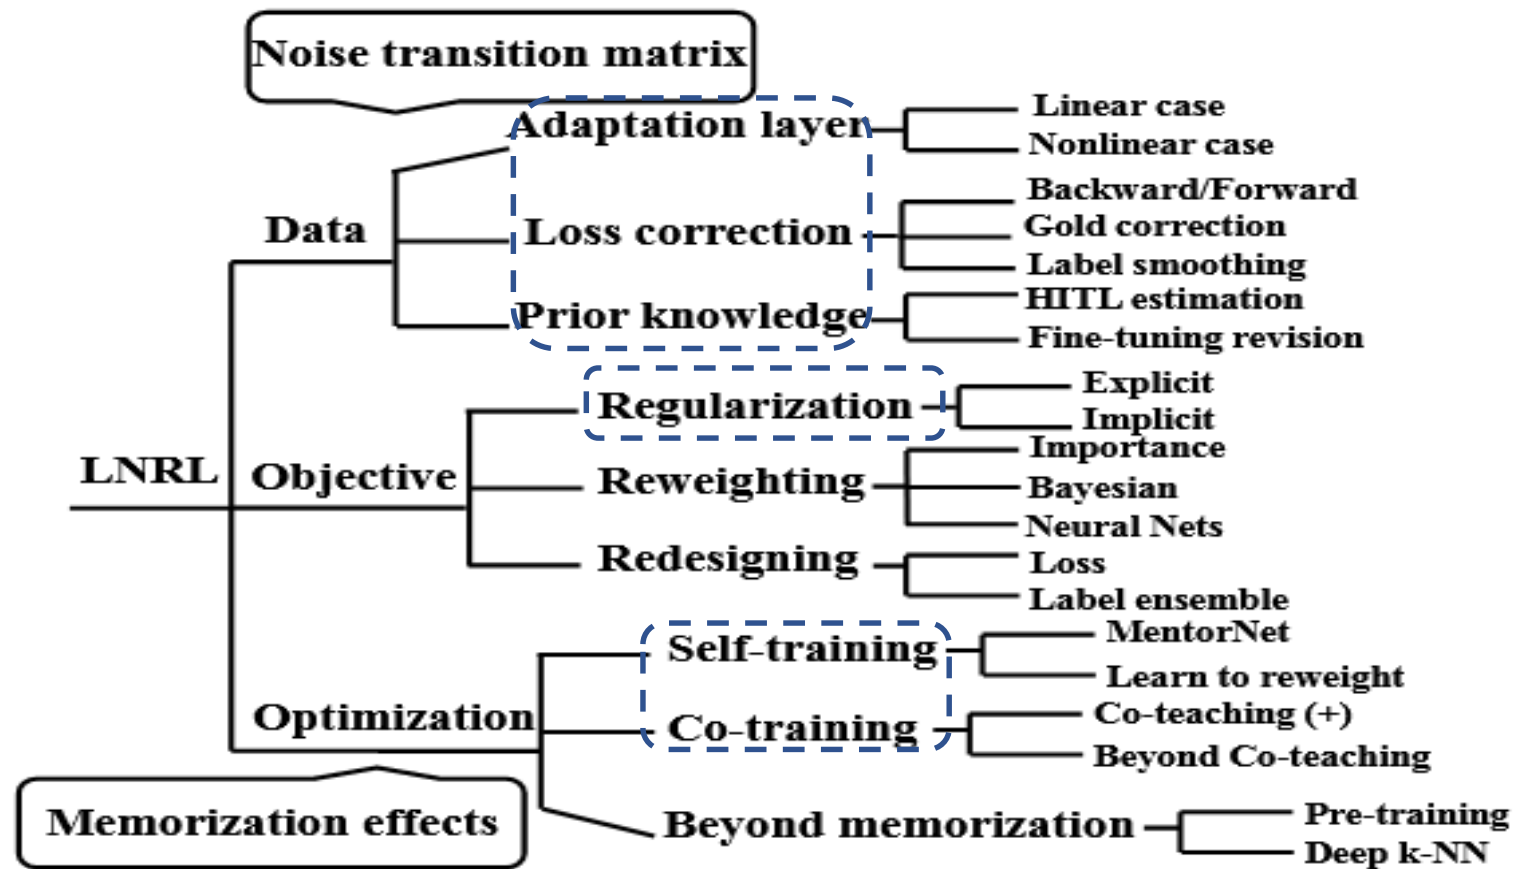 Noise transition matrix
Adaptation layer
Linear case
Nonlinear case
Data
Loss correction
Backward/Forward
Gold correction
Label smoothing
Prior knowledge
HITL estimation
Fine-tuning revision
LNRL
Objective
Regularization
Explicit
Implicit
Reweighting
Importance
Bayesian
Neural Nets
Redesigning
Loss
Label ensemble
Optimization
Self-training
MentorNet
Learn to reweight
Co-training
Co-teaching (+)
Beyond Co-teaching
Memorization effects
Beyond memorization
Pre-training
Deep k-NN